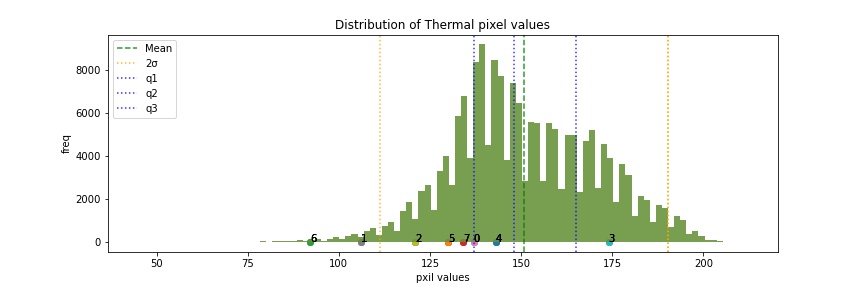 Distribution of Thermal pixel values
Mean
2σ
q1
q2
q3
freq
8000
6000
4000
2000
0
6 1 2 5 7 0 4 3
50 75 100 125 150 175 200
pxil values